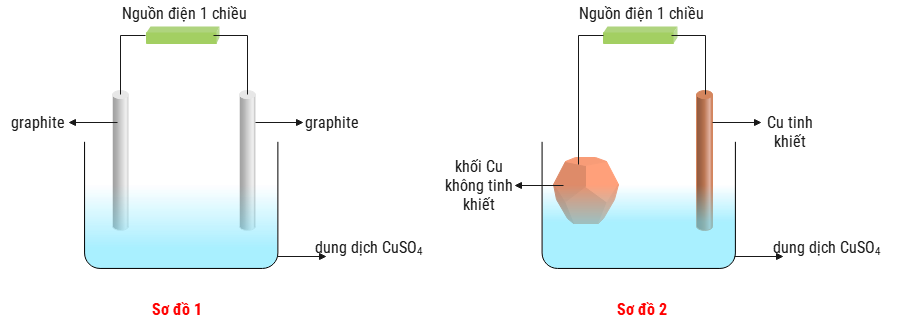 Nguồn điện 1 chiều
graphite
graphite
dung dịch CuSO₄
Sơ đồ 1
Nguồn điện 1 chiều
Cu tinh
khiết
khối Cu
không tinh
khiết
dung dịch CuSO₄
Sơ đồ 2